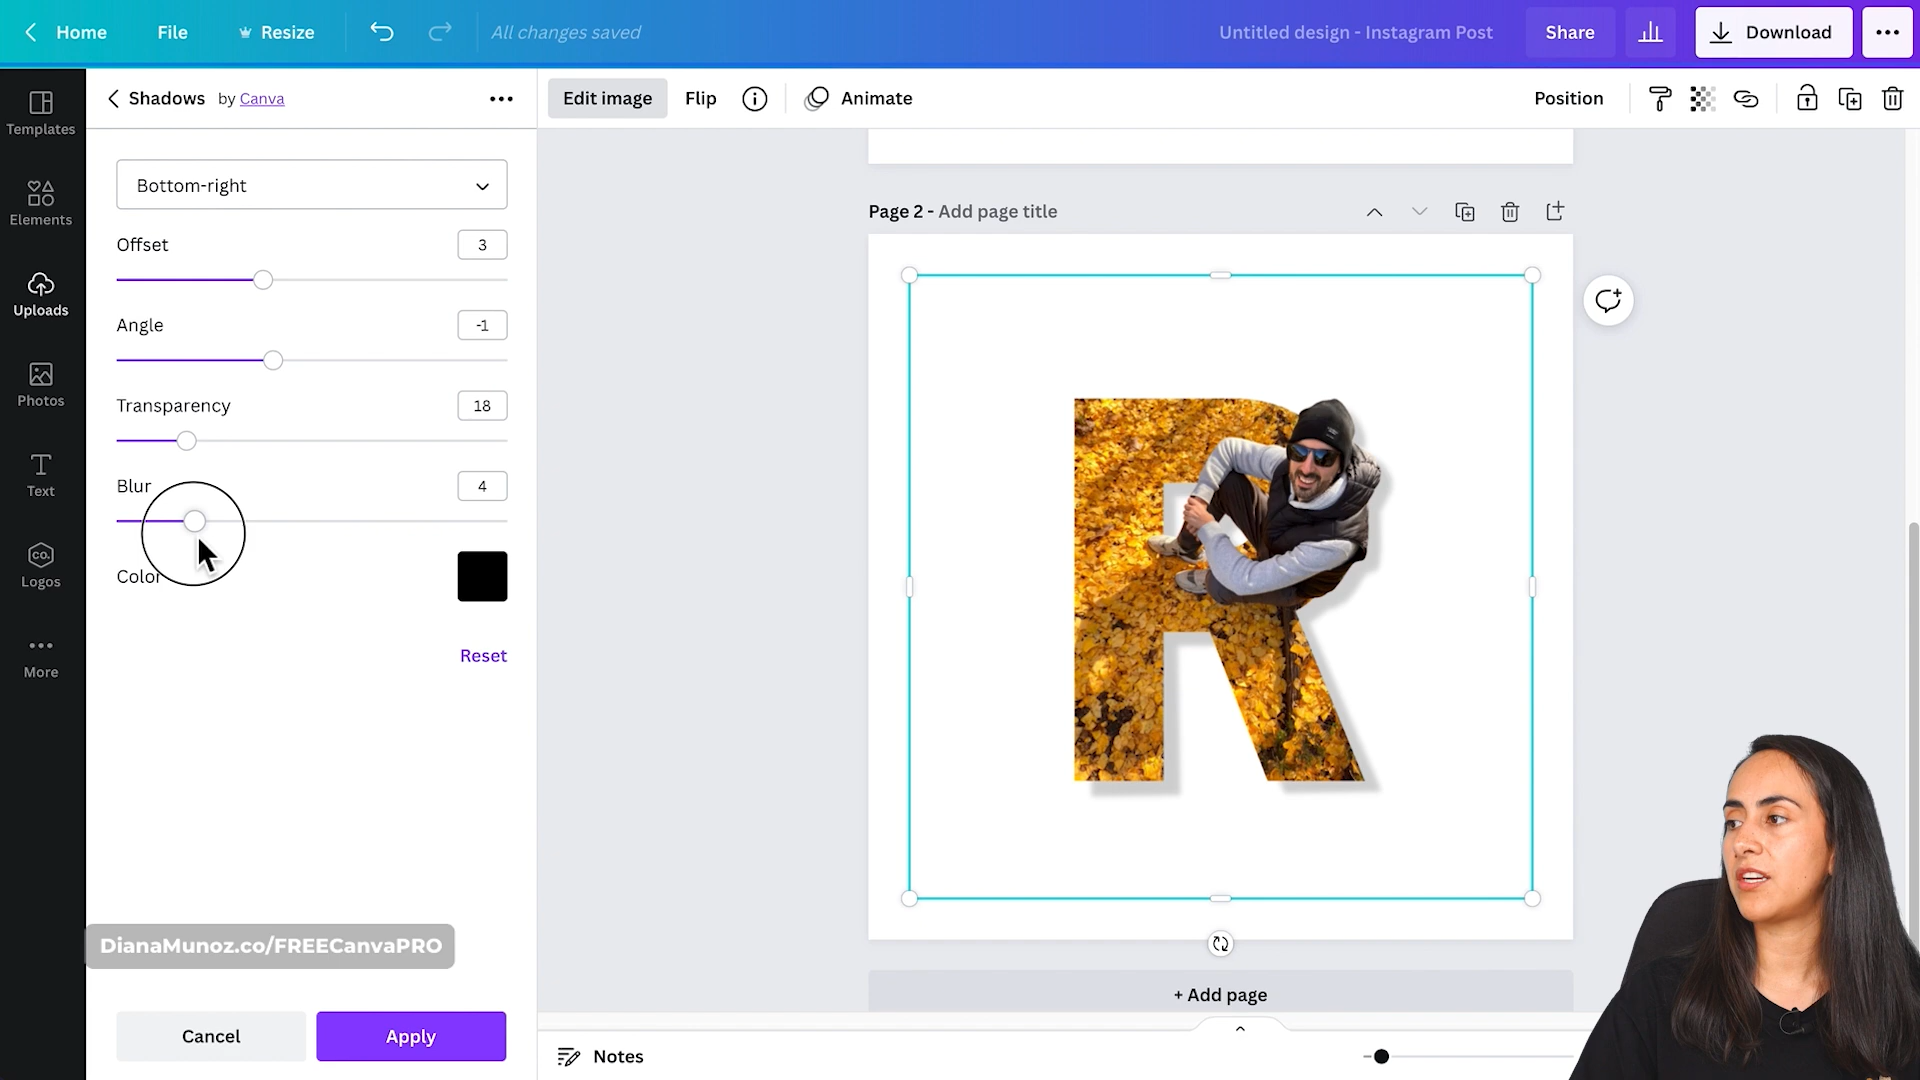 Home
File
Resize
All changes saved
Untitled design - Instagram Post
Share
Download
Templates
Elements
Uploads
Photos
Text
co.
Logos
More
Shadows by Canva
Bottom-right
Offset 3
Angle -1
Transparency 18
Blur 4
Color
Reset
DianaMunoz.co/FREECanvaPRO
Cancel
Apply
Edit image
Flip
Animate
Position
Page 2 - Add page title
R
+ Add page
Notes